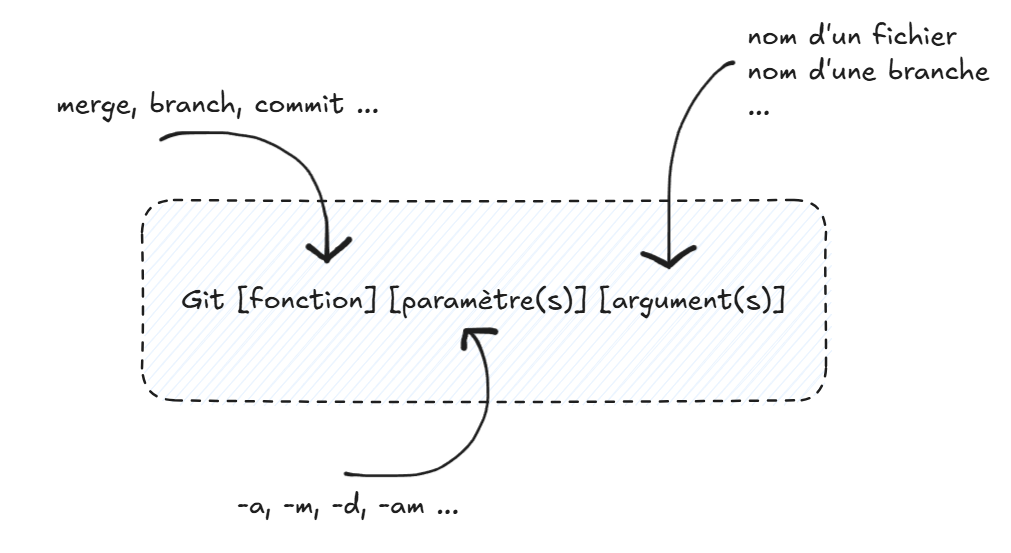 nom d'un fichier
nom d'une branche
...
merge, branch, commit ...
Git [fonction] [paramètre(s)] [argument(s)]
-a, -m, -d, -am ...